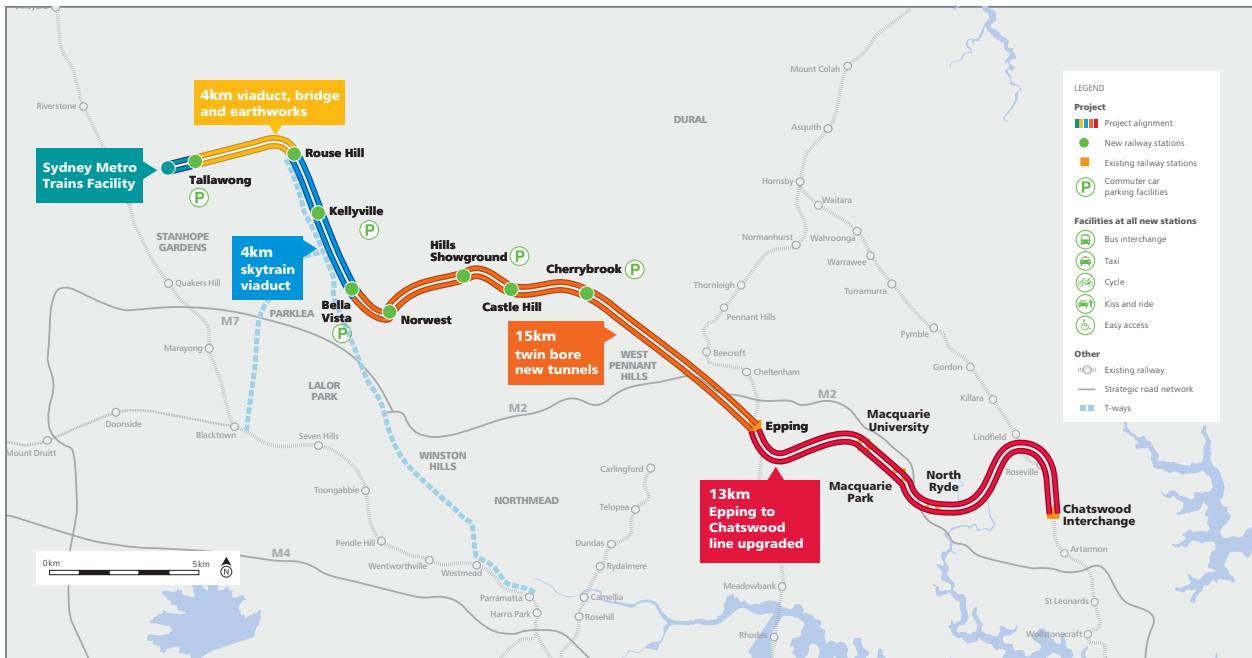 Mount Colah
Riverstone
4km viaduct, bridge
and earthworks
DURAL
Asquith
Rouse Hill
Sydney Metro
Trains Facility
Tallawong
P
Hornsby
Waitara
Kellyville
P
STANHOPE
GARDENS
Normanhurst
Wahroonga
Warrawee
4km
skytrain
viaduct
Hills
Showground
P
Cherrybrook
P
Quakers Hill
Thornleigh
Turramurra
Bella
Vista
P
PARKLEA
Norwest
Castle Hill
M7
Pennant Hills
Pymble
15km
twin bore
new tunnels
WEST
PENNANT
HILLS
Marayong
Beecroft
Cheltenham
Gordon
LALOR
PARK
M2
M2
Killara
Doonside
Blacktown
Seven Hills
Epping
Macquarie
University
Lindfield
Mount Druitt
WINSTON
HILLS
Carlingford
Macquarie
Park
North
Ryde
Roseville
Toongabbie
NORTHMEAD
13km
Epping to
Chatswood
line upgraded
Chatswood
Interchange
Telopea
Pendle Hill
Dundas
Artarmon
M4
Wentworthville
Westmead
Rydalmere
Meadowbank
Parramatta
Camellia
St Leonards
Harris Park
Rosehill
Rhodes
Wollstonecraft
0km
5km
N
LEGEND
Project
Project alignment
New railway stations
Existing railway stations
P
Commuter car
parking facilities
Facilities at all new stations
Bus interchange
Taxi
Cycle
Kiss and ride
Easy access
Other
Existing railway
Strategic road network
T-ways